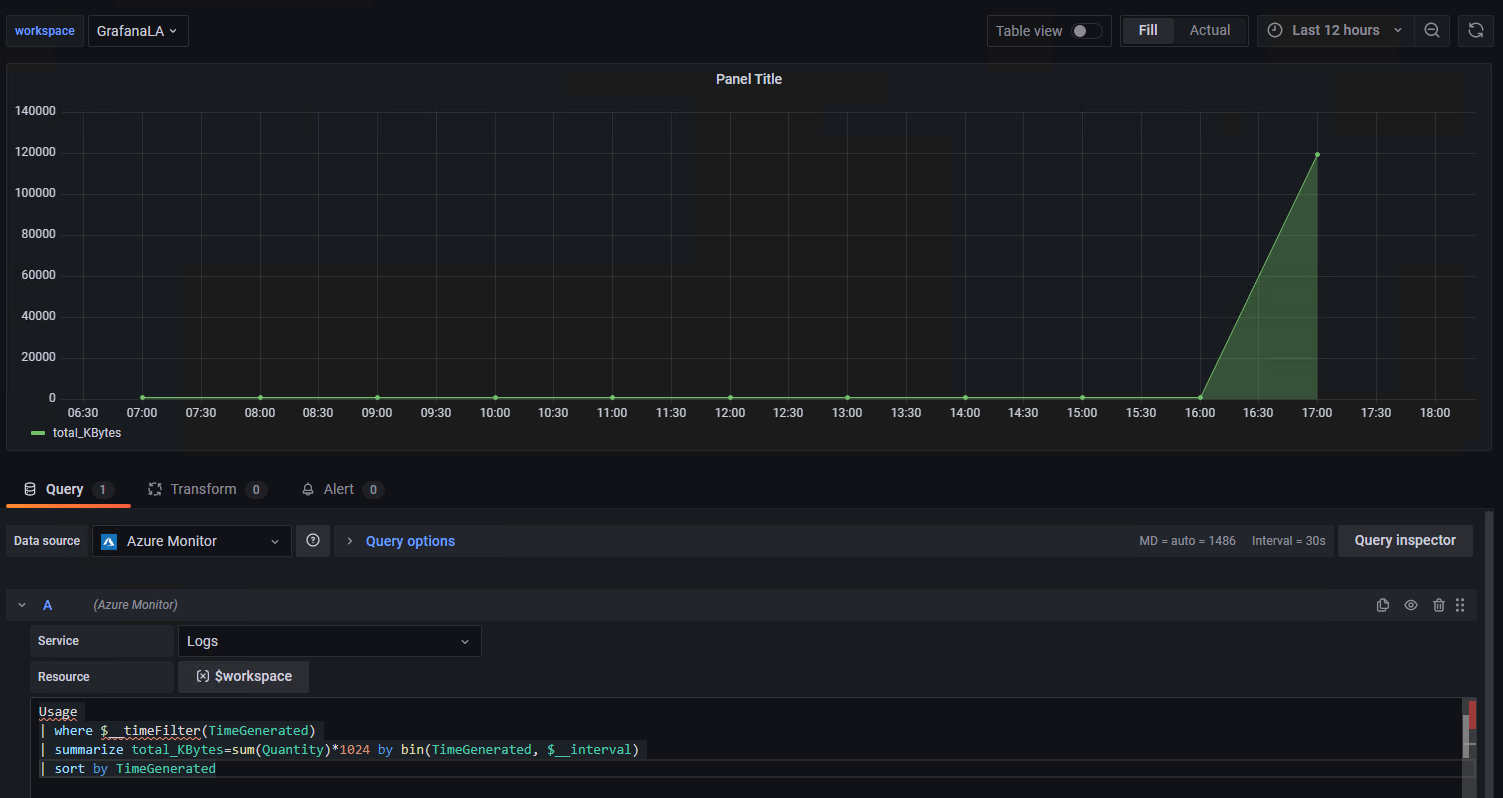 workspace GrafanaLA Table view Fill Actual Last 12 hours
Panel Title
140000
120000
100000
80000
60000
40000
20000
0
06:30 07:00 07:30 08:00 08:30 09:00 09:30 10:00 10:30 11:00 11:30 12:00 12:30 13:00 13:30 14:00 14:30 15:00 15:30 16:00 16:30 17:00 17:30 18:00
total_KBytes
Query 1 Transform 0 Alert 0
Data source Azure Monitor Query options MD = auto = 1486 Interval = 30s Query inspector
A (Azure Monitor)
Service Logs
Resource $workspace
Usage
| where $__timeFilter(TimeGenerated)
| summarize total_KBytes=sum(Quantity)*1024 by bin(TimeGenerated, $__interval)
| sort by TimeGenerated